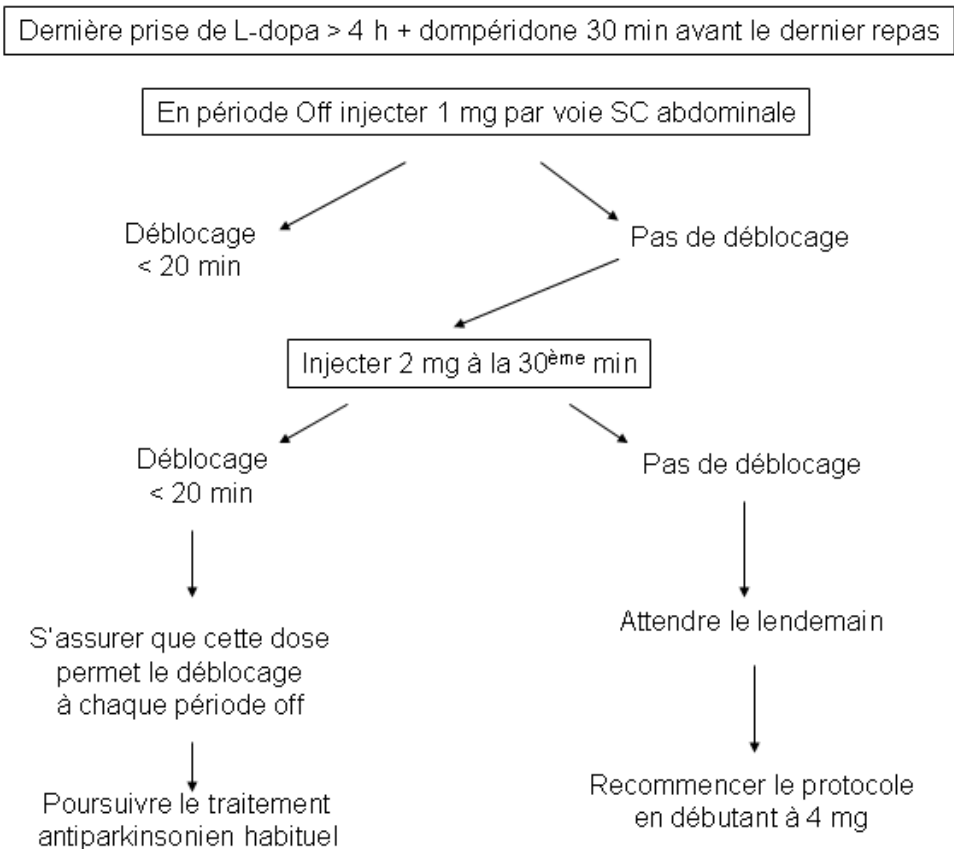 Dernière prise de L-dopa > 4 h + dompéridone 30 min avant le dernier repas
En période Off injecter 1 mg par voie SC abdominale
Déblocage
< 20 min
Pas de déblocage
Injecter 2 mg à la 30ème min
Déblocage
< 20 min
Pas de déblocage
S'assurer que cette dose
permet le déblocage
à chaque période off
Attendre le lendemain
Poursuivre le traitement
antiparkinsonien habituel
Recommencer le protocole
en débutant à 4 mg